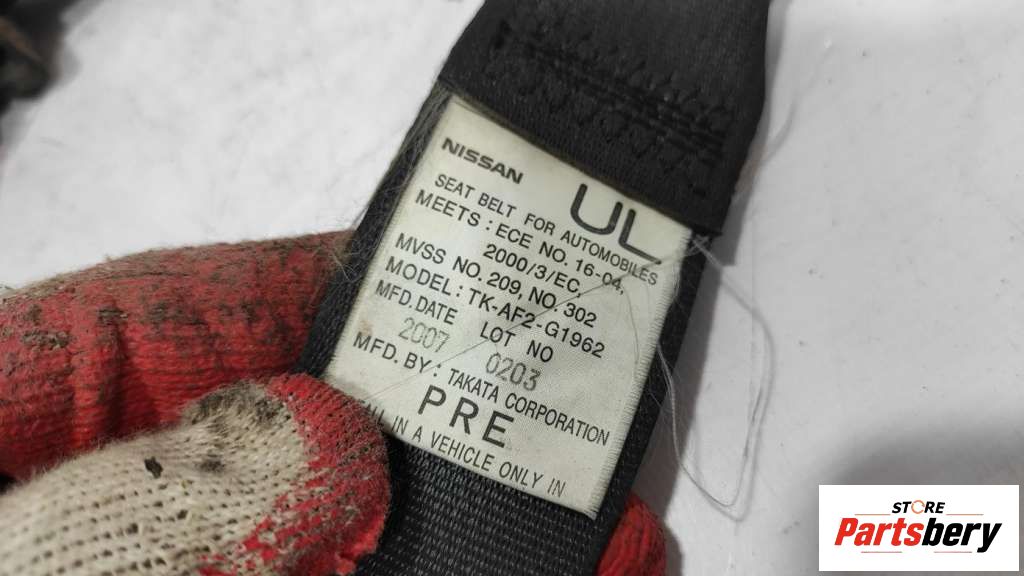 NISSAN
UL
SEAT BELT FOR AUTOMOBILES
MEETS : ECE NO. 16-04,
2000/3/EC,
MVSS NO. 209, NO. 302
MODEL : TK-AF2-G1962
MFD. DATE LOT NO
2007 0203
MFD. BY : TAKATA CORPORATION
PRE
IN A VEHICLE ONLY IN
STORE
Partsbery